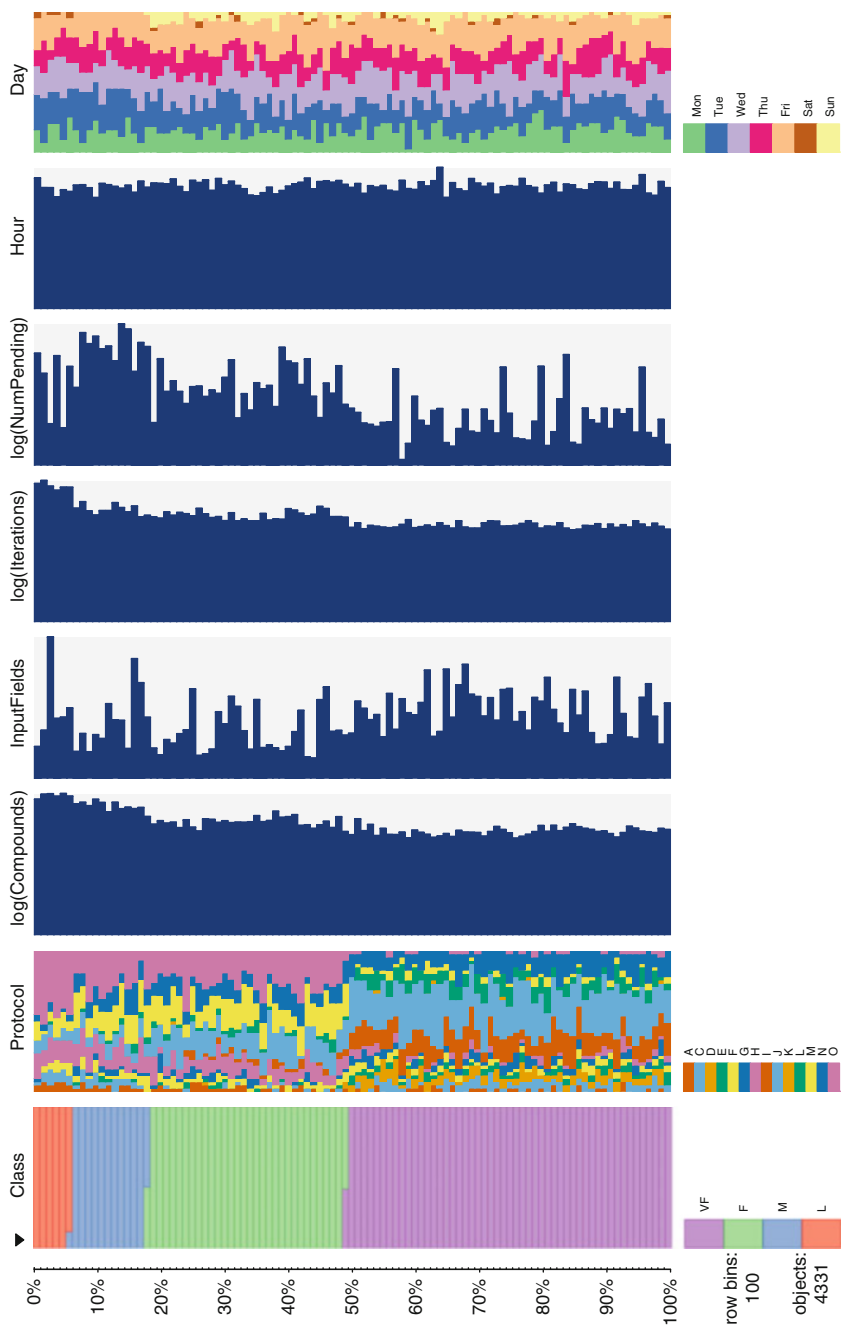 Class
Protocol
log(Compounds)
InputFields
log(Iterations)
log(NumPending)
Hour
Day
0%
10%
20%
30%
40%
50%
60%
70%
80%
90%
100%
row bins:
100
objects:
4331
VF
F
M
L
A
C
D
E
F
G
H
I
J
K
L
M
N
O
Mon
Tue
Wed
Thu
Fri
Sat
Sun